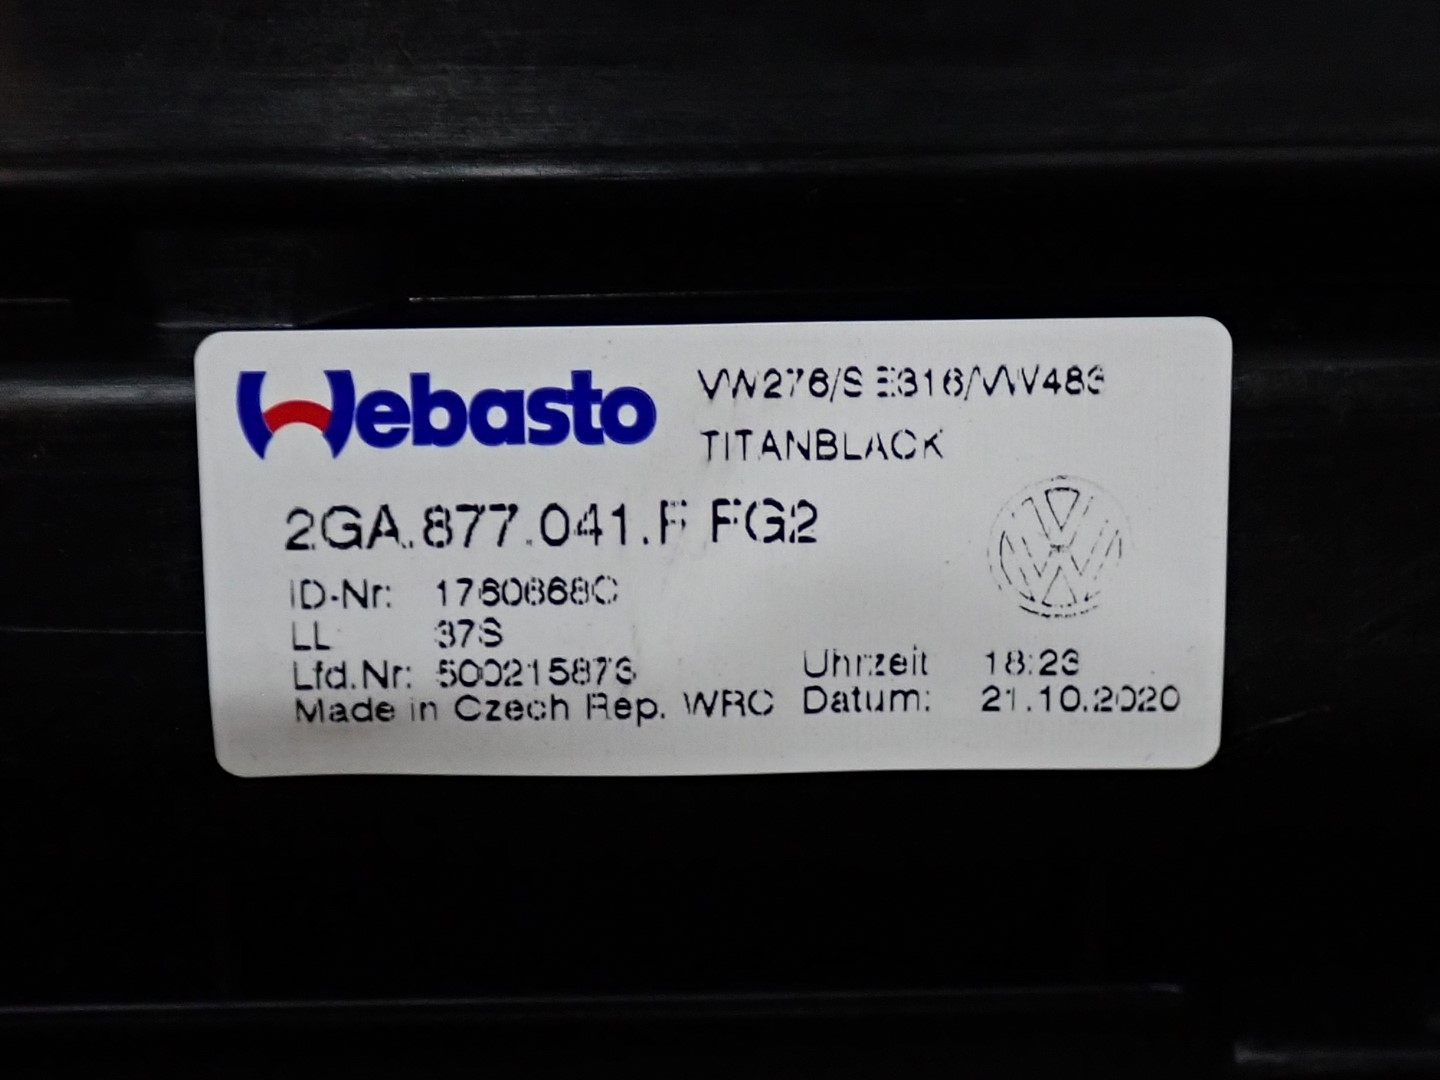 Webasto
VW276/SE316/VW483
TITANBLACK
2GA.877.041.F FG2
ID-Nr: 1760668C
LL 37S
Lfd.Nr: 500215873
Uhrzeit 18:23
Made in Czech Rep. WRC
Datum: 21.10.2020